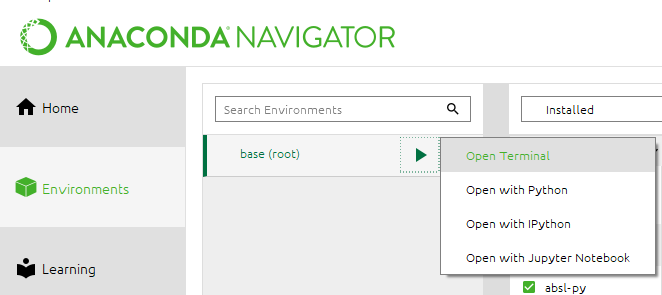 ANACONDA NAVIGATOR
Home
Search Environments
Installed
base (root)
Open Terminal
Environments
Open with Python
Open with IPython
Open with Jupyter Notebook
Learning
absl-py